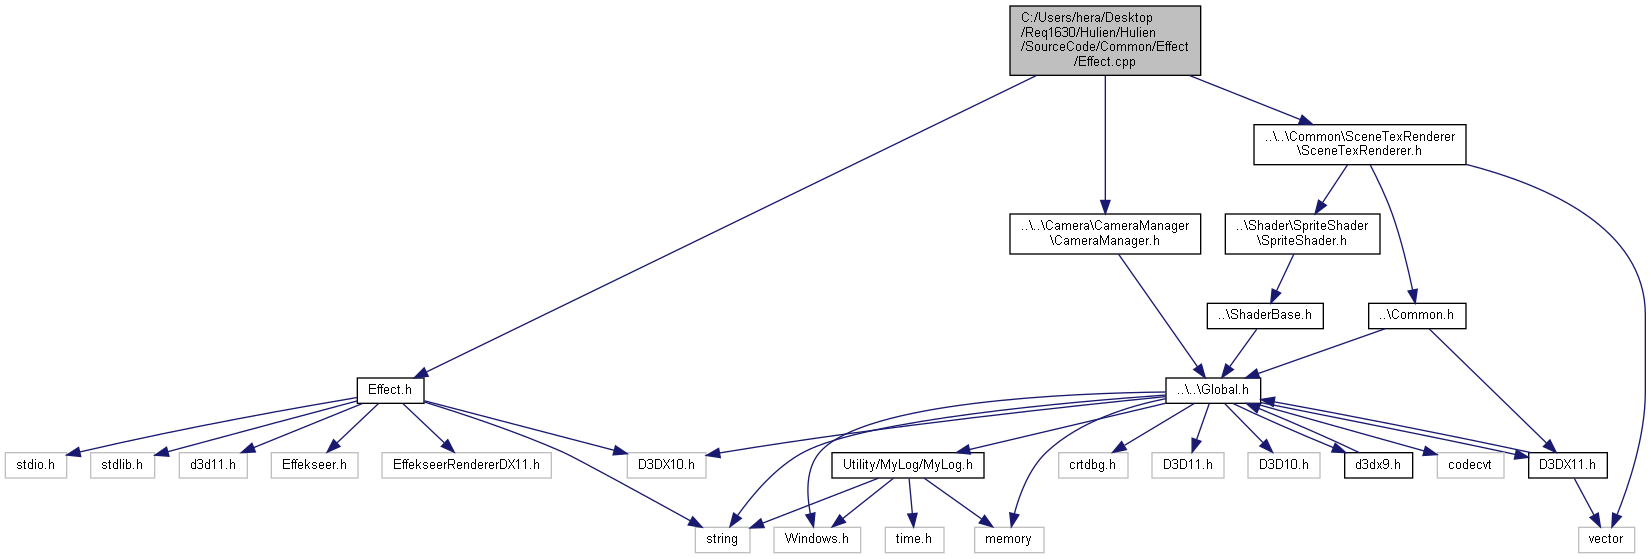 C:/Users/hera/Desktop
/Req1630/Hulien/Hulien
/SourceCode/Common/Effect
/Effect.cpp
..\..\Common\SceneTexRenderer
\SceneTexRenderer.h
..\..\Camera\CameraManager
\CameraManager.h
..\Shader\SpriteShader
\SpriteShader.h
..\ShaderBase.h
..\Common.h
Effect.h
..\..\Global.h
stdio.h
stdlib.h
d3d11.h
Effekseer.h
EffekseerRendererDX11.h
D3DX10.h
Utility/MyLog/MyLog.h
crtdbg.h
D3D11.h
D3D10.h
d3dx9.h
codecvt
D3DX11.h
string
Windows.h
time.h
memory
vector